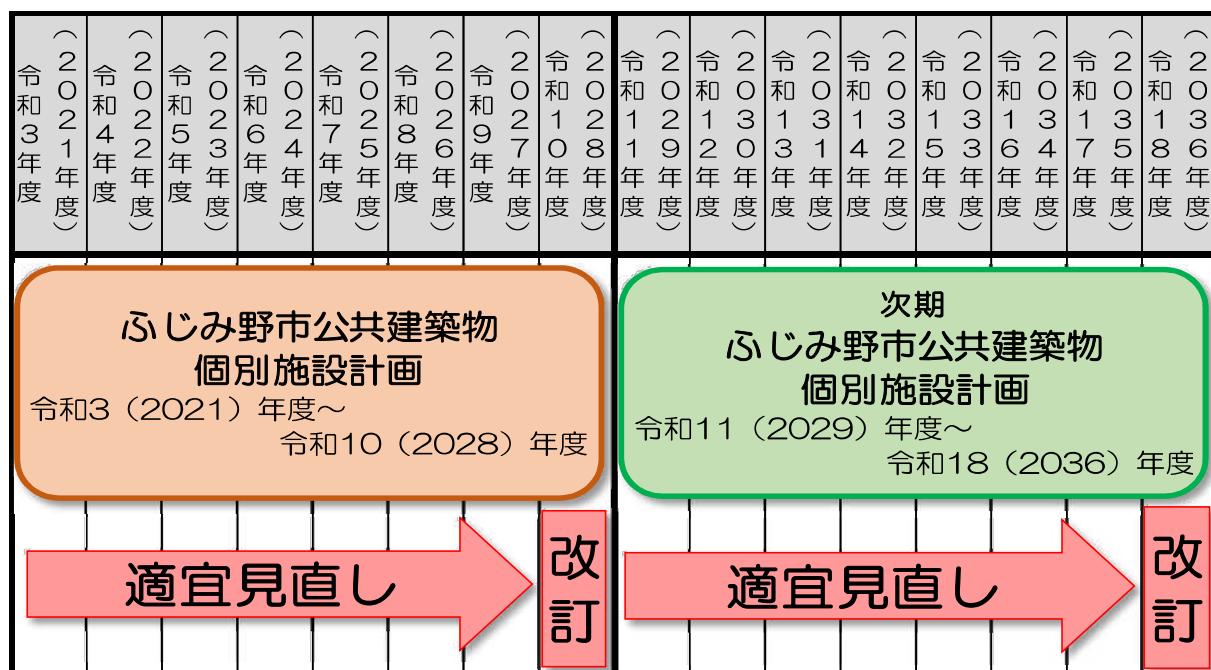 令和3年度
（2021年度）
令和4年度
（2022年度）
令和5年度
（2023年度）
令和6年度
（2024年度）
令和7年度
（2025年度）
令和8年度
（2026年度）
令和9年度
（2027年度）
令和10年度
（2028年度）
令和11年度
（2029年度）
令和12年度
（2030年度）
令和13年度
（2031年度）
令和14年度
（2032年度）
令和15年度
（2033年度）
令和16年度
（2034年度）
令和17年度
（2035年度）
令和18年度
（2036年度）
ふじみ野市公共建築物
個別施設計画
令和3（2021）年度～
令和10（2028）年度
次期
ふじみ野市公共建築物
個別施設計画
令和11（2029）年度～
令和18（2036）年度
適宜見直し
改訂
適宜見直し
改訂